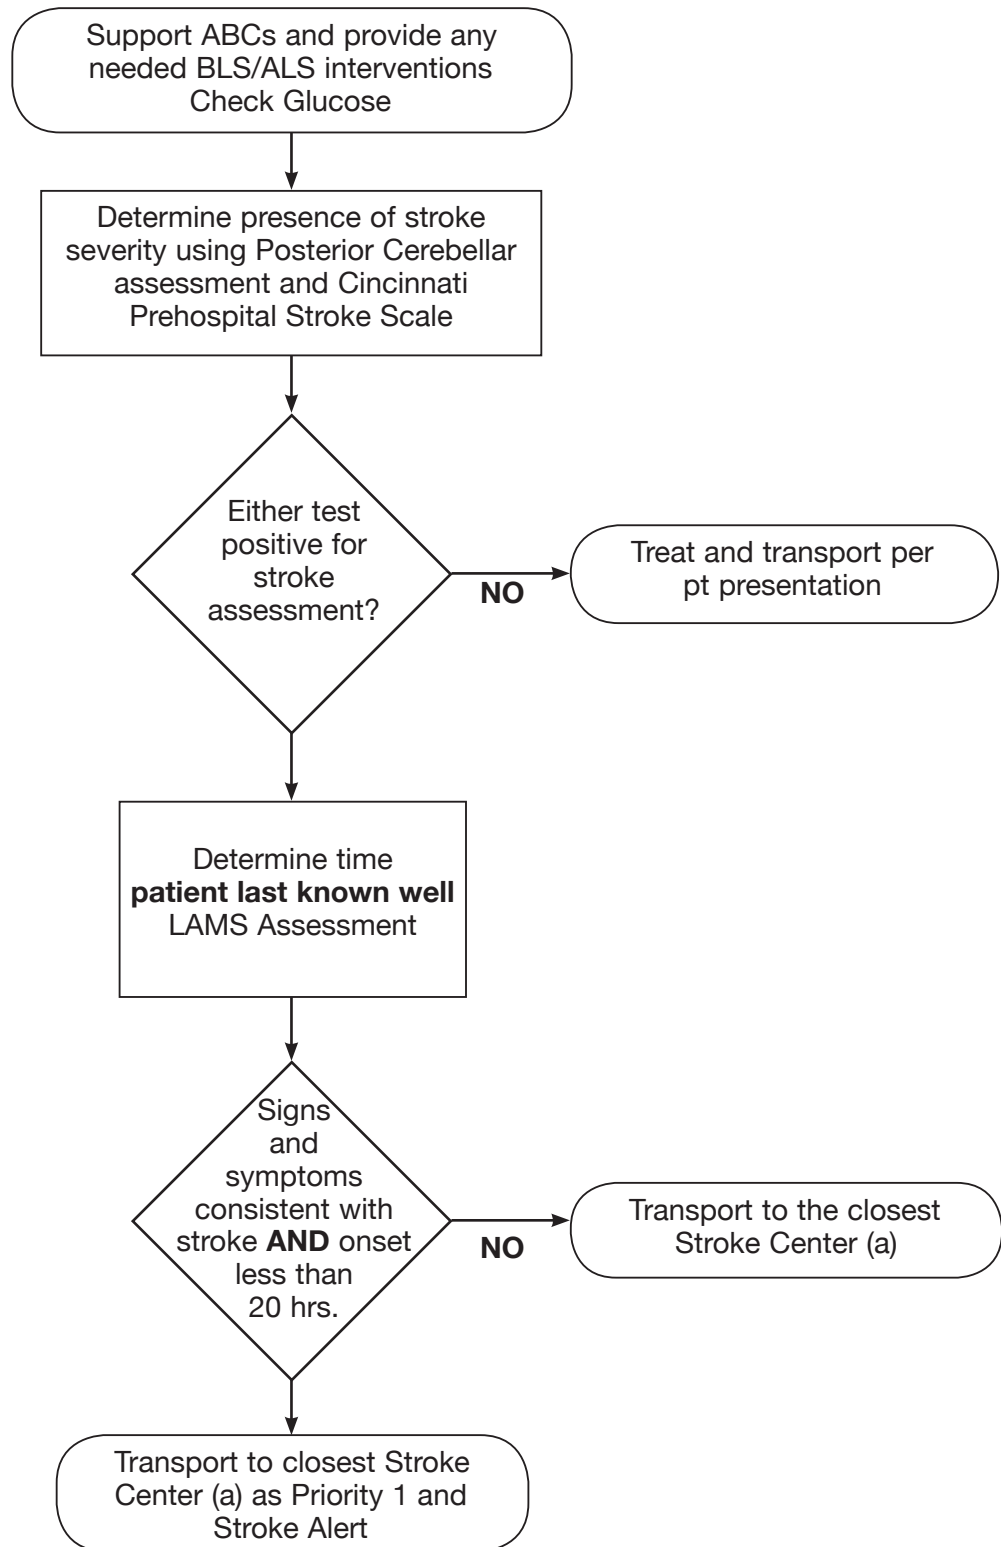 Support ABCs and provide any
needed BLS/ALS interventions
Check Glucose
Determine presence of stroke
severity using Posterior Cerebellar
assessment and Cincinnati
Prehospital Stroke Scale
Either test
positive for
stroke
assessment?
NO
Treat and transport per
pt presentation
Determine time
patient last known well
LAMS Assessment
Signs
and
symptoms
consistent with
stroke AND onset
less than
20 hrs.
NO
Transport to the closest
Stroke Center (a)
Transport to closest Stroke
Center (a) as Priority 1 and
Stroke Alert